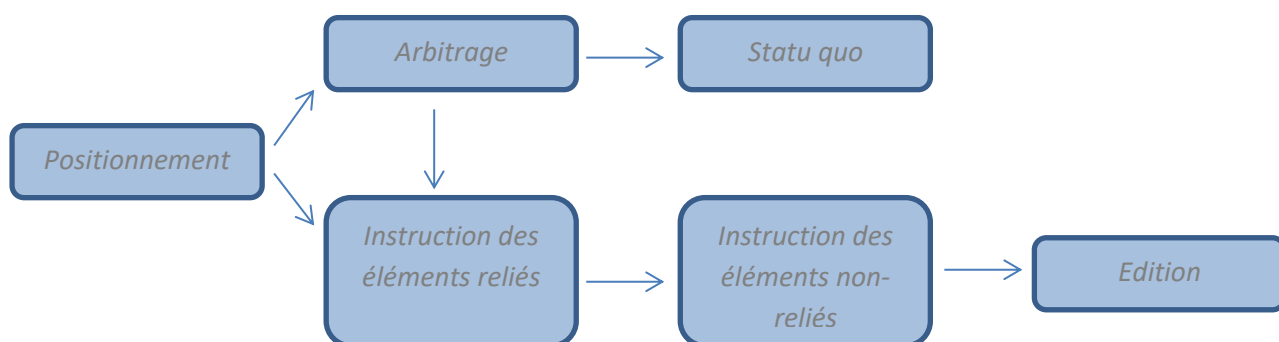 Arbitrage
Statu quo
Positionnement
Instruction des
éléments reliés
Instruction des
éléments non-
reliés
Edition